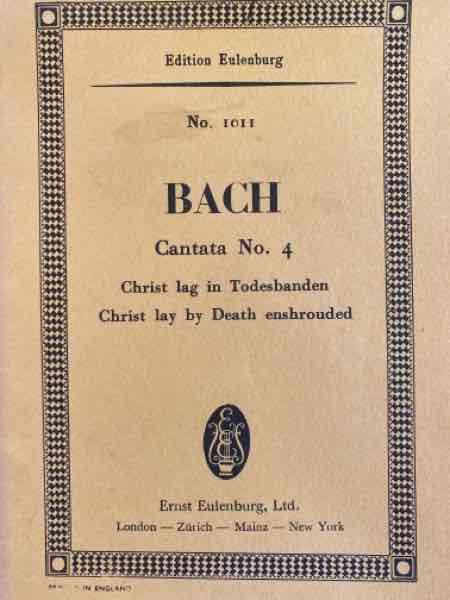 Edition Eulenburg
No. 1011
BACH
Cantata No. 4
Christ lag in Todesbanden
Christ lay by Death enshrouded
Ernst Eulenburg, Ltd.
London — Zürich — Mainz — New York
IN ENGLAND